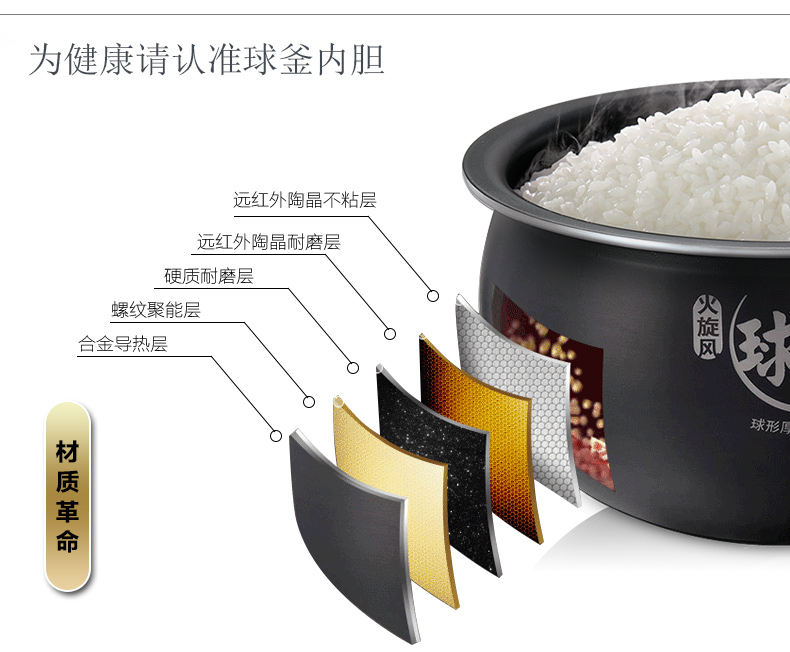 为健康请认准球釜内胆
远红外陶晶不粘层
远红外陶晶耐磨层
硬质耐磨层
螺纹聚能层
合金导热层
材质革命
火旋风
球
球形厚